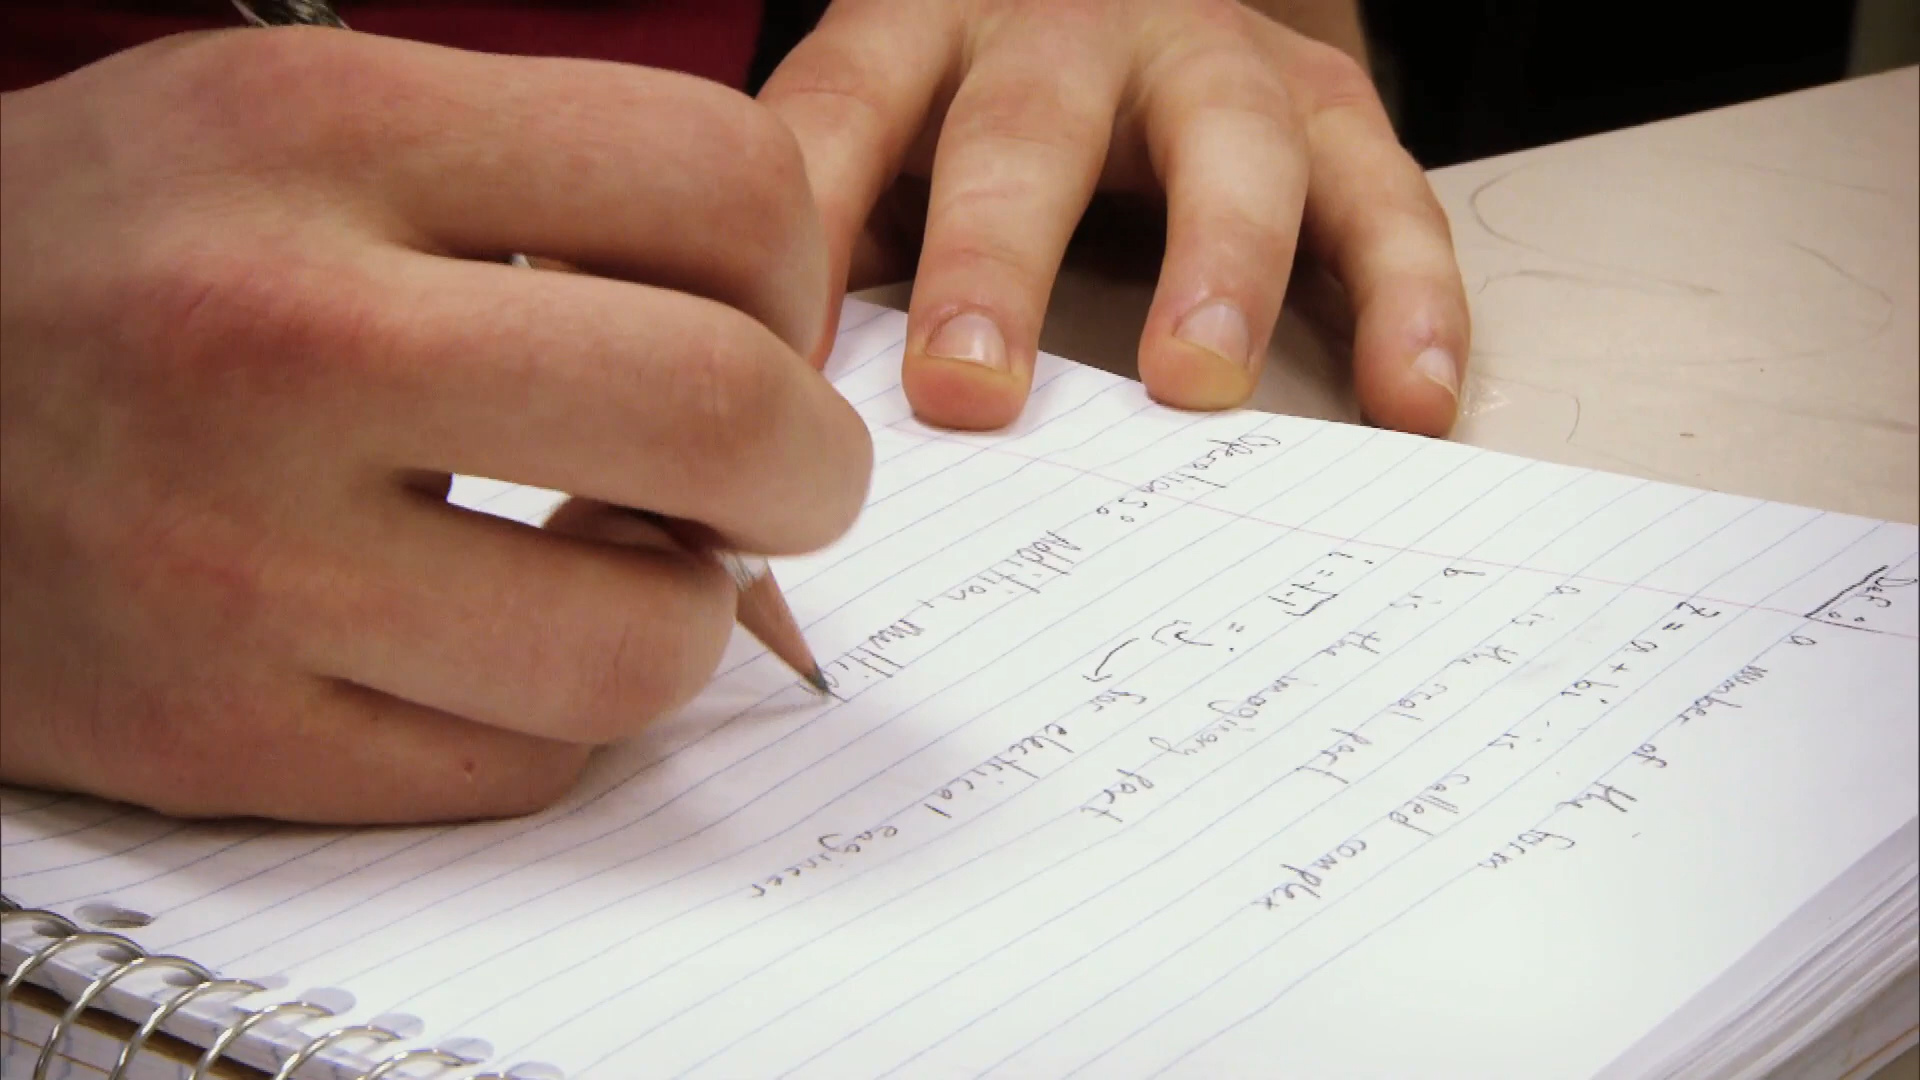 Def: a number of the form
z = a + bi is called complex
a is the real part
b is the imaginary part
i = √-1 = j
for electrical engineer
Operations: Addition, multipl